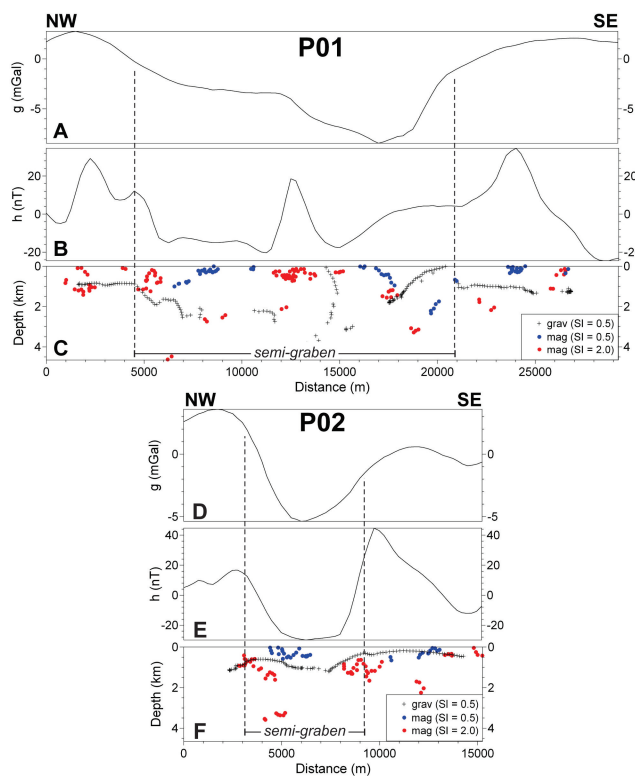 NW P01 SE
0
-5
g (mGal)
0
-5
A
20
0
-20
h (nT)
20
0
-20
B
0
2
4
Depth (km)
0
2
4
C
grav (SI = 0.5)
mag (SI = 0.5)
mag (SI = 2.0)
semi-graben
0 5000 10000 15000 20000 25000
Distance (m)
NW P02 SE
0
-5
g (mGal)
0
-5
D
40
20
0
-20
h (nT)
40
20
0
-20
E
0
2
4
Depth (km)
0
2
4
F
grav (SI = 0.5)
mag (SI = 0.5)
mag (SI = 2.0)
semi-graben
0 5000 10000 15000
Distance (m)